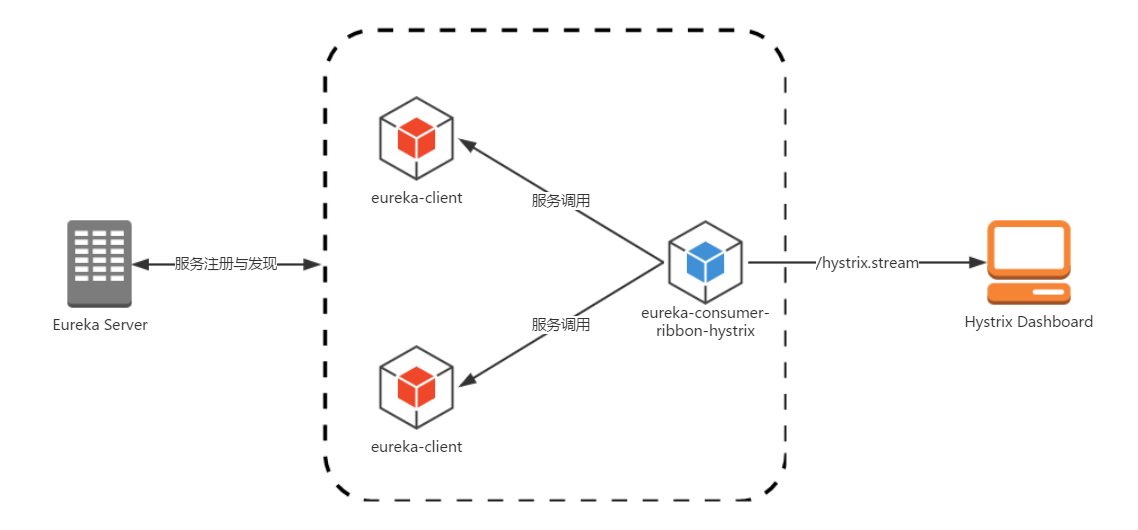 eureka-client
服务调用
服务注册与发现
/hystrix.stream
Eureka Server
eureka-consumer-
ribbon-hystrix
Hystrix Dashboard
服务调用
eureka-client